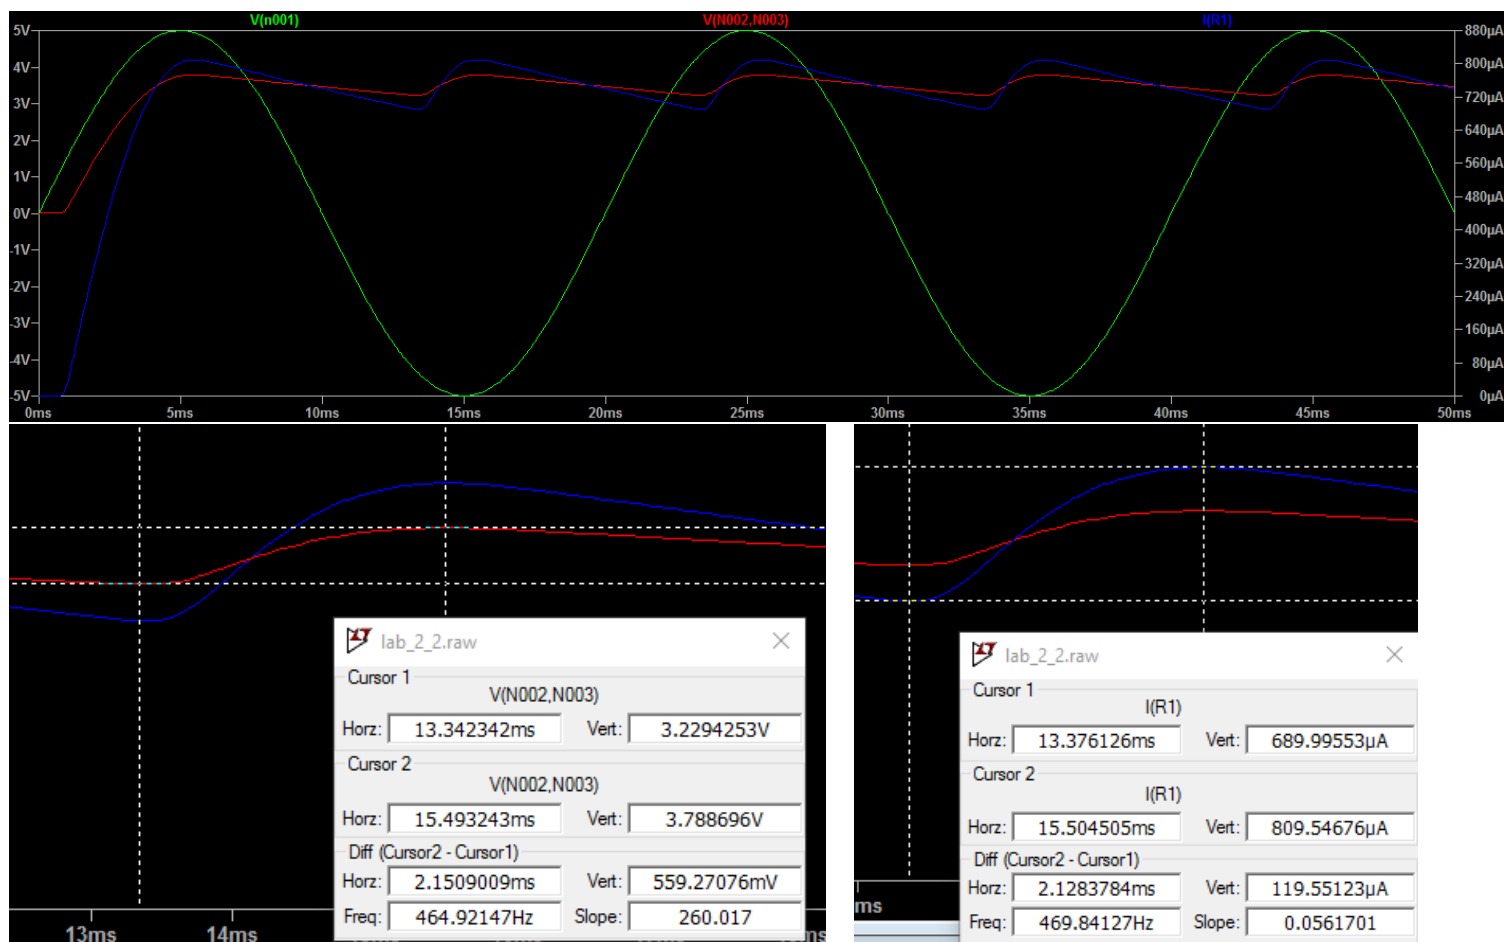 V(n001) V(N002,N003) I(R1)
5V 880µA
4V 800µA
3V 720µA
2V 640µA
1V 560µA
0V 480µA
-1V 400µA
-2V 320µA
-3V 240µA
-4V 160µA
80µA
-5V 0µA
0ms 5ms 10ms 15ms 20ms 25ms 30ms 35ms 40ms 45ms 50ms
lab_2_2.raw
Cursor 1
V(N002,N003)
Horz: 13.342342ms Vert: 3.2294253V
Cursor 2
V(N002,N003)
Horz: 15.493243ms Vert: 3.788696V
Diff (Cursor2 - Cursor1)
Horz: 2.1509009ms Vert: 559.27076mV
Freq: 464.92147Hz Slope: 260.017
13ms 14ms
lab_2_2.raw
Cursor 1
I(R1)
Horz: 13.376126ms Vert: 689.99553µA
Cursor 2
I(R1)
Horz: 15.504505ms Vert: 809.54676µA
Diff (Cursor2 - Cursor1)
Horz: 2.1283784ms Vert: 119.55123µA
Freq: 469.84127Hz Slope: 0.0561701
ms